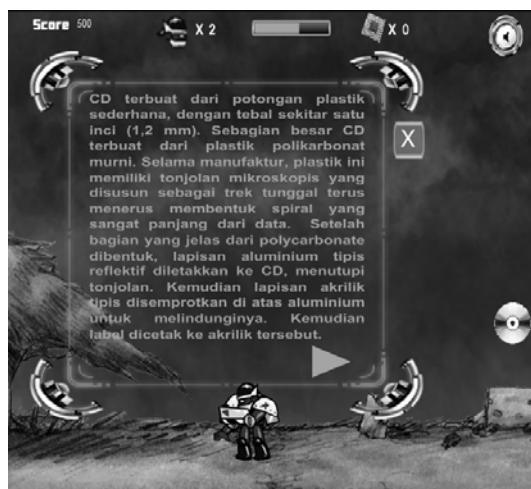 Score 500
X 2
X 0
CD terbuat dari potongan plastik
sederhana, dengan tebal sekitar satu
inci (1,2 mm). Sebagian besar CD
terbuat dari plastik polikarbonat
murni. Selama manufaktur, plastik ini
memiliki tonjolan mikroskopis yang
disusun sebagai trek tunggal terus
menerus membentuk spiral yang
sangat panjang dari data. Setelah
bagian yang jelas dari polycarbonate
dibentuk, lapisan aluminium tipis
reflektif diletakkan ke CD, menutupi
tonjolan. Kemudian lapisan akrilik
tipis disemprotkan di atas aluminium
untuk melindunginya. Kemudian
label dicetak ke akrilik tersebut.
X